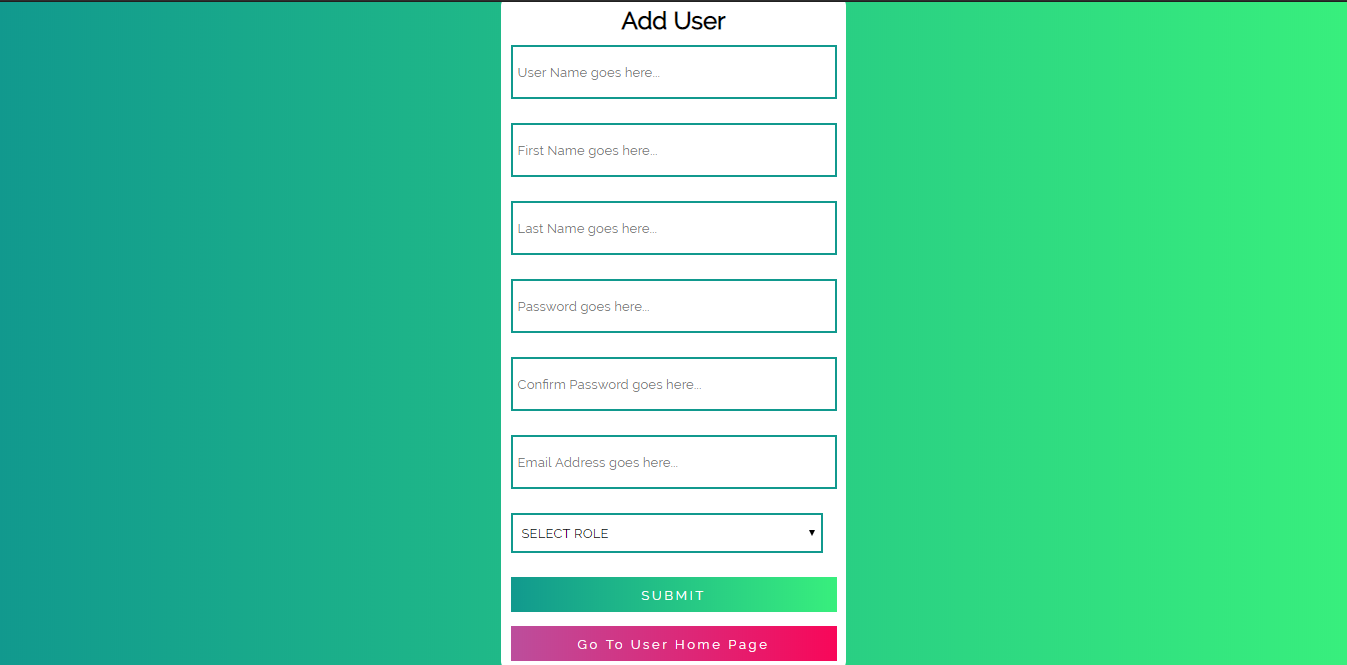 Add User
User Name goes here...
First Name goes here...
Last Name goes here...
Password goes here...
Confirm Password goes here...
Email Address goes here...
SELECT ROLE
SUBMIT
Go To User Home Page